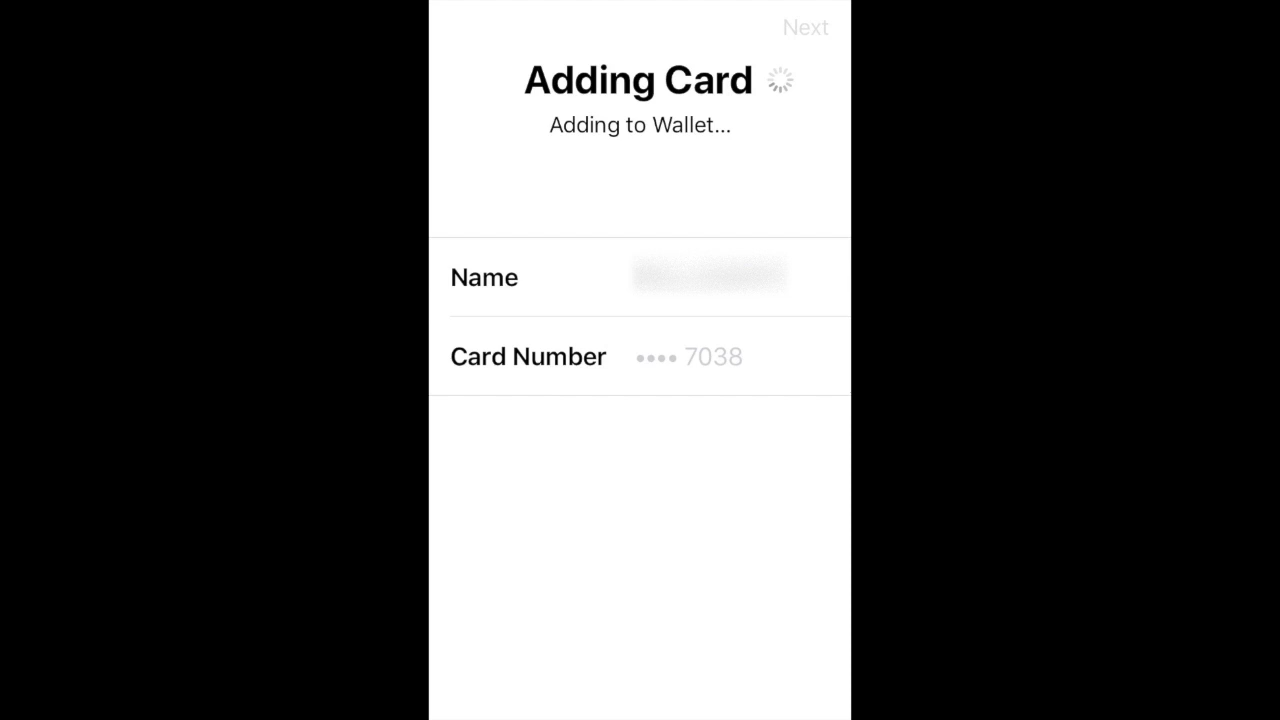 Next
Adding Card
Adding to Wallet...
Name
Card Number •••• 7038